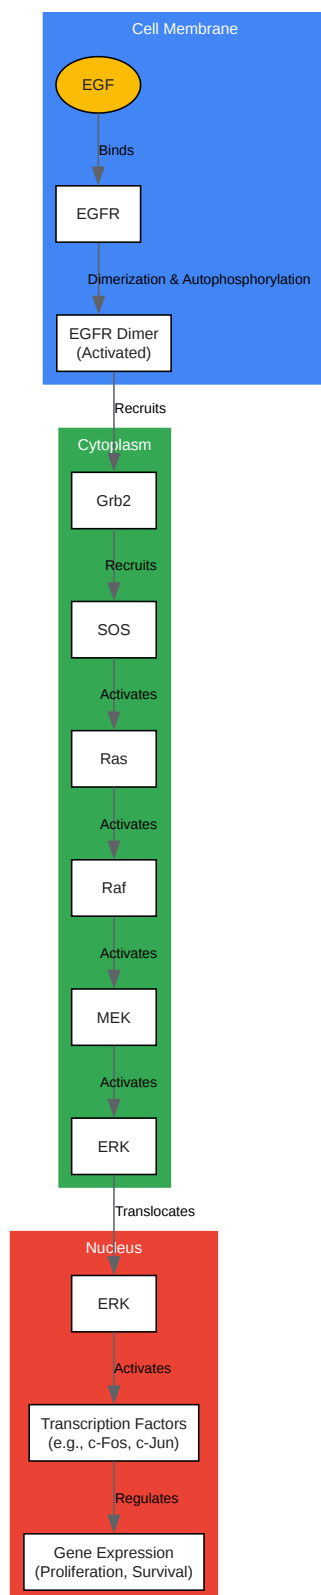 Cell Membrane
EGF
Binds
EGFR
Dimerization & Autophosphorylation
EGFR Dimer
(Activated)
Recruits
Cytoplasm
Grb2
Recruits
SOS
Activates
Ras
Activates
Raf
Activates
MEK
Activates
ERK
Translocates
Nucleus
ERK
Activates
Transcription Factors
(e.g., c-Fos, c-Jun)
Regulates
Gene Expression
(Proliferation, Survival)